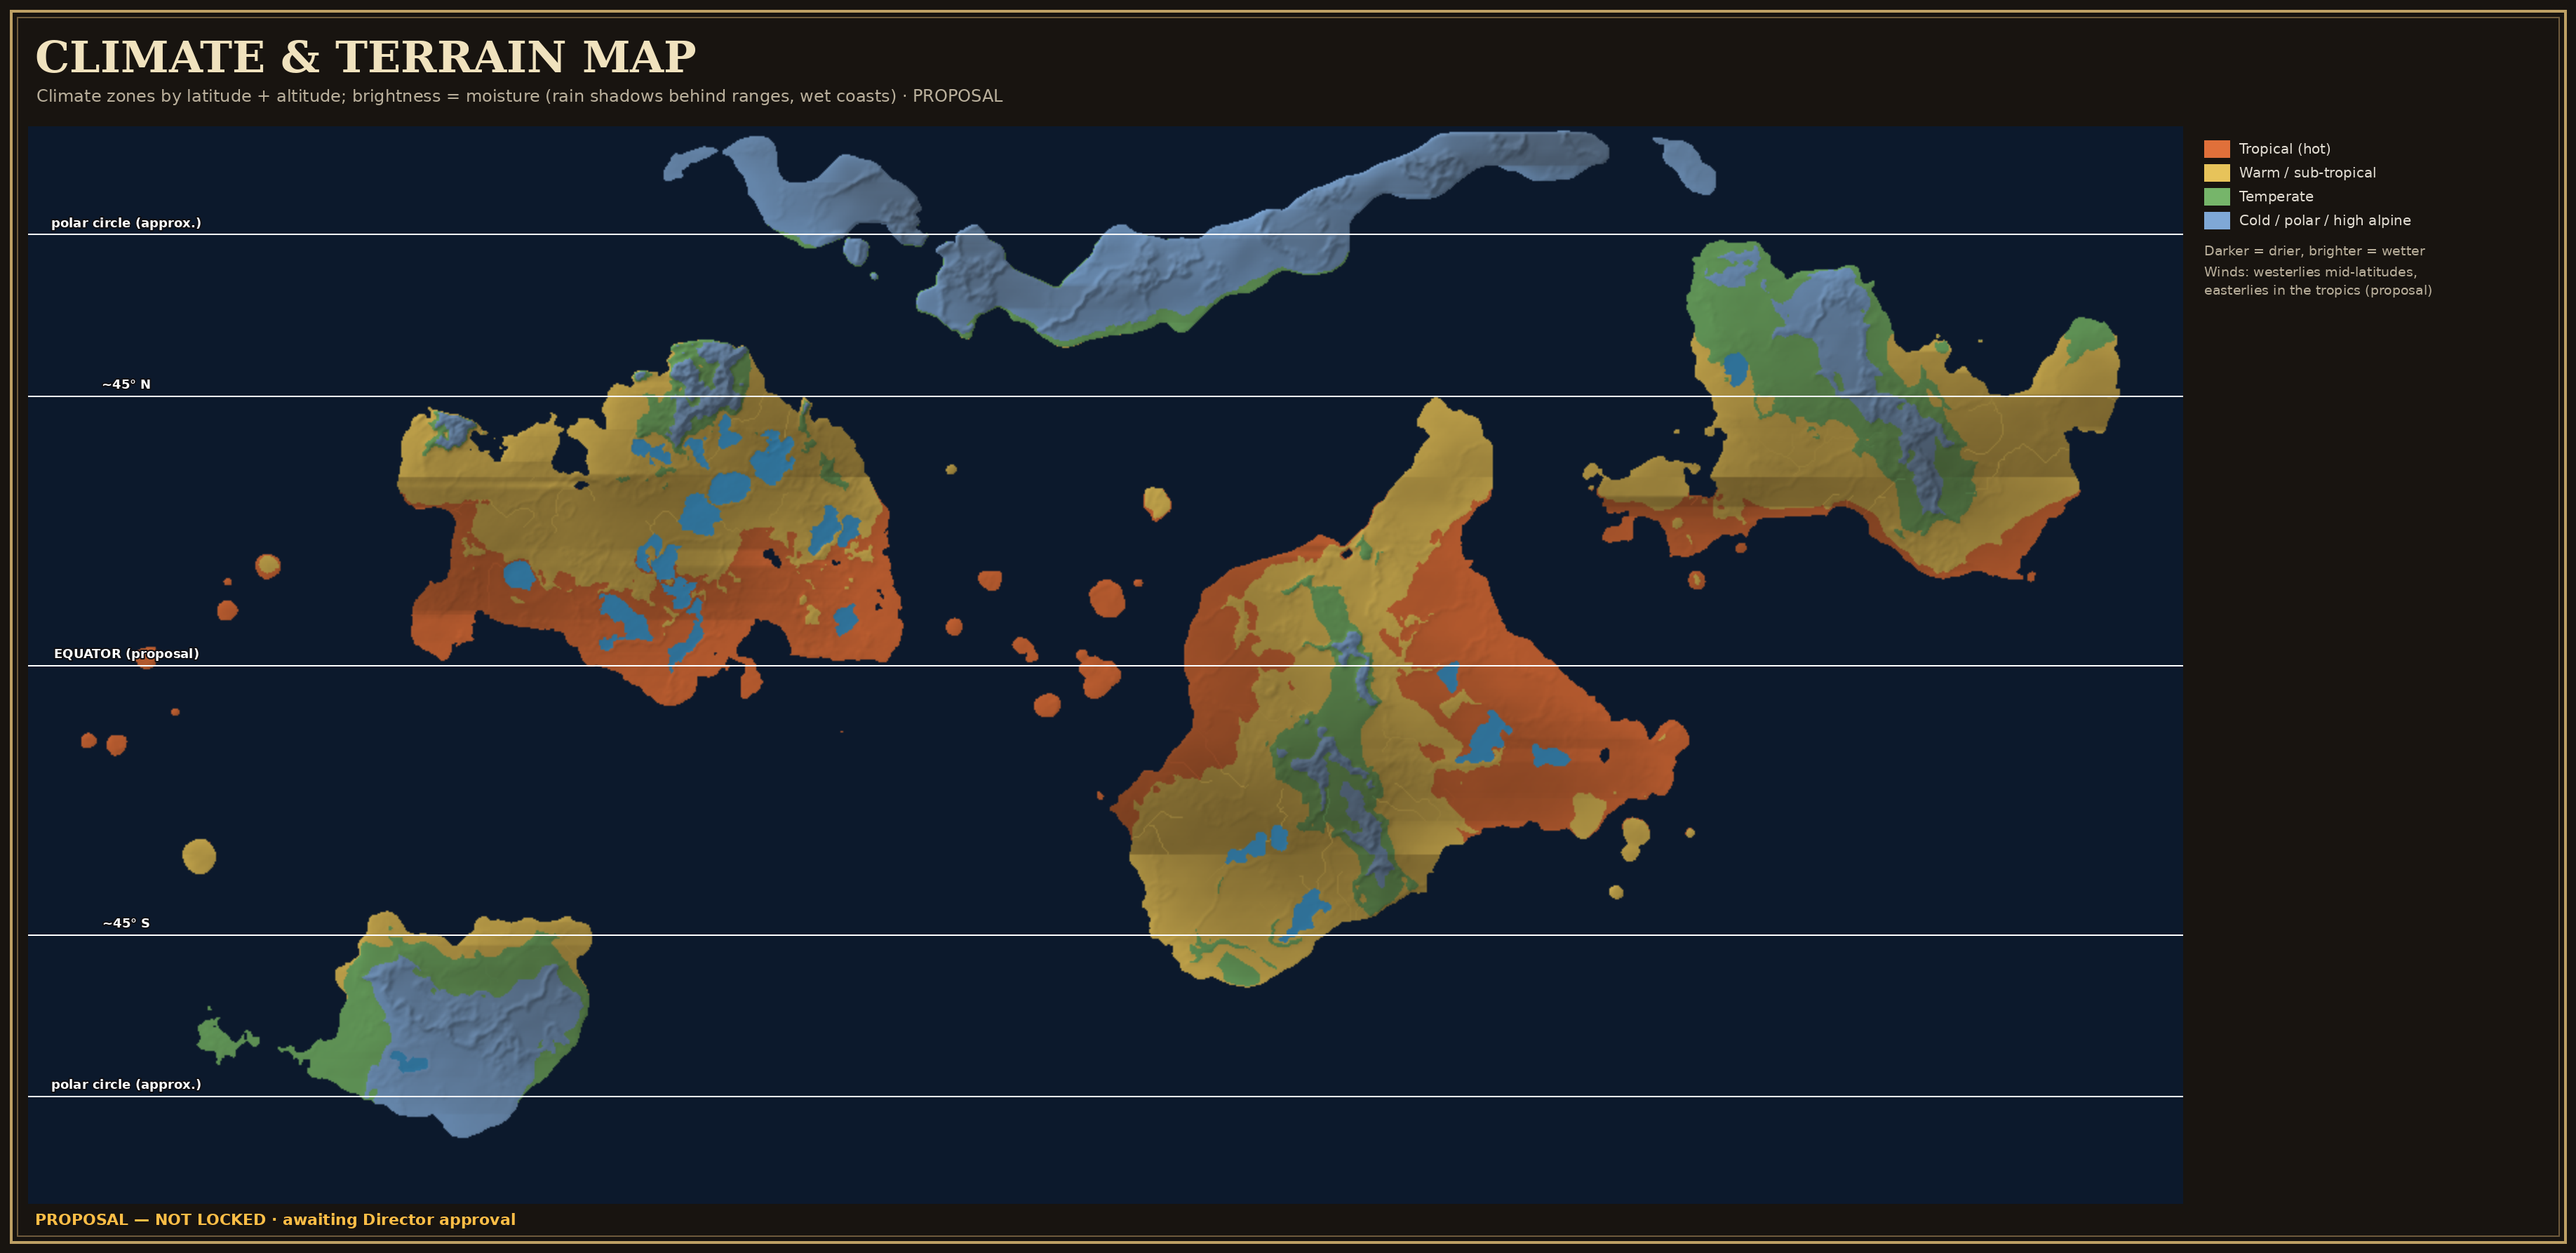 CLIMATE & TERRAIN MAP
Climate zones by latitude + altitude; brightness = moisture (rain shadows behind ranges, wet coasts) · PROPOSAL
Tropical (hot)
Warm / sub-tropical
Temperate
Cold / polar / high alpine
Darker = drier, brighter = wetter
Winds: westerlies mid-latitudes,
easterlies in the tropics (proposal)
polar circle (approx.)
~45° N
EQUATOR (proposal)
~45° S
polar circle (approx.)
PROPOSAL — NOT LOCKED · awaiting Director approval